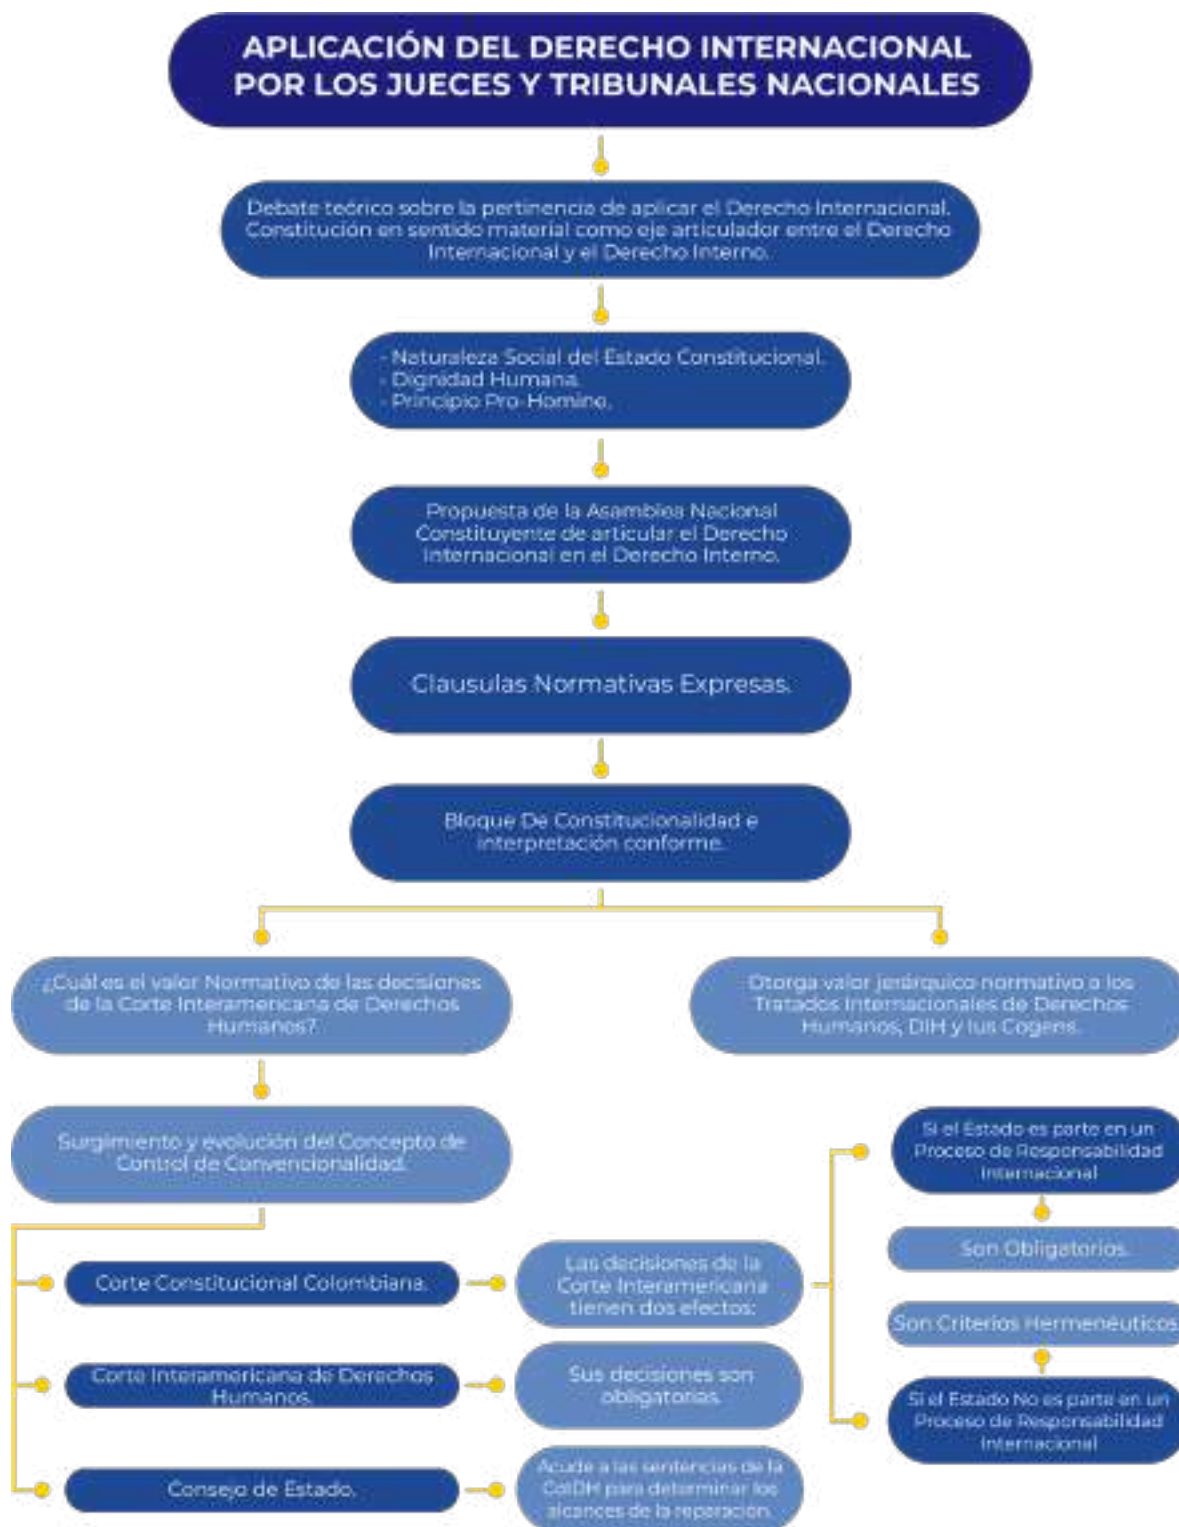 APLICACIÓN DEL DERECHO INTERNACIONAL
POR LOS JUECES Y TRIBUNALES NACIONALES
Debate teórico sobre la pertinencia de aplicar el Derecho Internacional.
Constitución en sentido material como eje articulador entre el Derecho
Internacional y el Derecho Interno.
- Naturaleza Social del Estado Constitucional.
- Dignidad Humana.
- Principio Pro-Homine.
Propuesta de la Asamblea Nacional
Constituyente de articular el Derecho
Internacional en el Derecho Interno.
Clausulas Normativas Expresas.
Bloque De Constitucionalidad e
interpretación conforme.
¿Cuál es el valor Normativo de las decisiones
de la Corte Interamericana de Derechos
Humanos?
Otorga valor jerárquico normativo a los
Tratados Internacionales de Derechos
Humanos, DIH y Ius Cogens.
Surgimiento y evolución del Concepto de
Control de Convencionalidad.
Corte Constitucional Colombiana.
Las decisiones de la
Corte Interamericana
tienen dos efectos:
Si el Estado es parte en un
Proceso de Responsabilidad
Internacional
Son Obligatorios.
Son Criterios Hermenéuticos
Si el Estado No es parte en un
Proceso de Responsabilidad
Internacional
Corte Interamericana de Derechos
Humanos.
Sus decisiones son
obligatorias.
Consejo de Estado.
Acude a las sentencias de la
CoIDH para determinar los
alcances de la reparación.